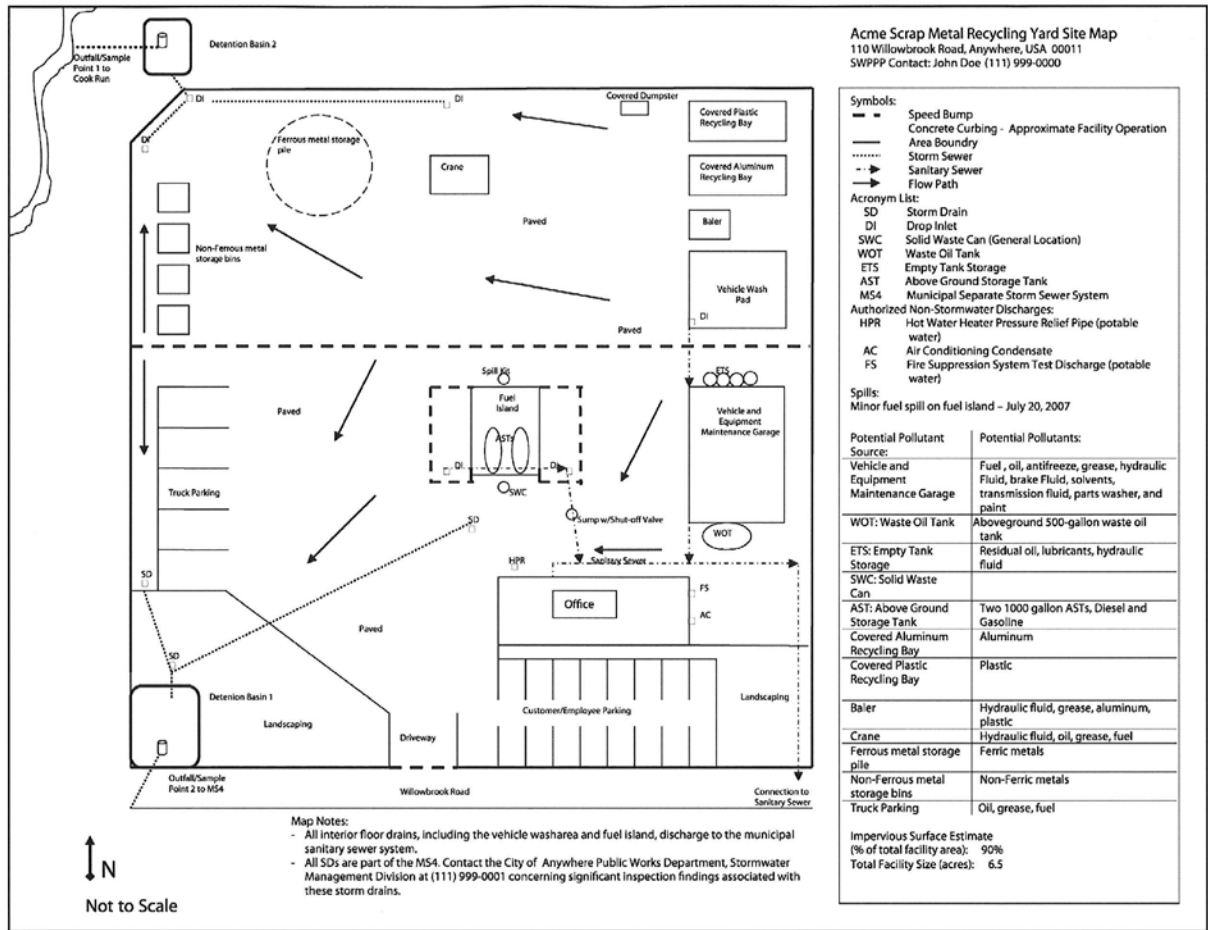 Detention Basin 2
Outfall/Sample
Point 1 to
Cook Run
DI
DI
DI
Covered Dumpster
Covered Plastic
Recycling Bay
Ferrous metal storage
pile
Crane
Covered Aluminum
Recycling Bay
Paved
Baler
Non-Ferrous metal
storage bins
Vehicle Wash
Pad
DI
Paved
Spill Kit
ETS
Fuel
Island
Paved
Vehicle and
Equipment
Maintenance Garage
ASTs
DI
DI
Truck Parking
SWC
SD
Sump w/Shut-off Valve
WOT
HPR
Sanitary Sewer
SD
FS
Office
AC
Paved
SD
Detenion Basin 1
Landscaping
Customer/Employee Parking
Landscaping
Driveway
Outfall/Sample
Point 2 to MS4
Willowbrook Road
Connection to
Sanitary Sewer
Map Notes:
- All interior floor drains, including the vehicle washarea and fuel island, discharge to the municipal
sanitary sewer system.
- All SDs are part of the MS4. Contact the City of Anywhere Public Works Department, Stormwater
Management Division at (111) 999-0001 concerning significant inspection findings associated with
these storm drains.
N
Not to Scale
Acme Scrap Metal Recycling Yard Site Map
110 Willowbrook Road, Anywhere, USA 00011
SWPPP Contact: John Doe (111) 999-0000
Symbols:
Speed Bump
Concrete Curbing - Approximate Facility Operation
Area Boundry
Storm Sewer
Sanitary Sewer
Flow Path
Acronym List:
SD Storm Drain
DI Drop Inlet
SWC Solid Waste Can (General Location)
WOT Waste Oil Tank
ETS Empty Tank Storage
AST Above Ground Storage Tank
MS4 Municipal Separate Storm Sewer System
Authorized Non-Stormwater Discharges:
HPR Hot Water Heater Pressure Relief Pipe (potable
water)
AC Air Conditioning Condensate
FS Fire Suppression System Test Discharge (potable
water)
Spills:
Minor fuel spill on fuel island – July 20, 2007
Potential Pollutant Potential Pollutants:
Source:
Vehicle and Fuel , oil, antifreeze, grease, hydraulic
Equipment Fluid, brake Fluid, solvents,
Maintenance Garage transmission fluid, parts washer, and
paint
WOT: Waste Oil Tank Aboveground 500-gallon waste oil
tank
ETS: Empty Tank Residual oil, lubricants, hydraulic
Storage fluid
SWC: Solid Waste
Can
AST: Above Ground Two 1000 gallon ASTs, Diesel and
Storage Tank Gasoline
Covered Aluminum Aluminum
Recycling Bay
Covered Plastic Plastic
Recycling Bay
Baler Hydraulic fluid, grease, aluminum,
plastic
Crane Hydraulic fluid, oil, grease, fuel
Ferrous metal storage Ferric metals
pile
Non-Ferrous metal Non-Ferric metals
storage bins
Truck Parking Oil, grease, fuel
Impervious Surface Estimate
(% of total facility area): 90%
Total Facility Size (acres): 6.5